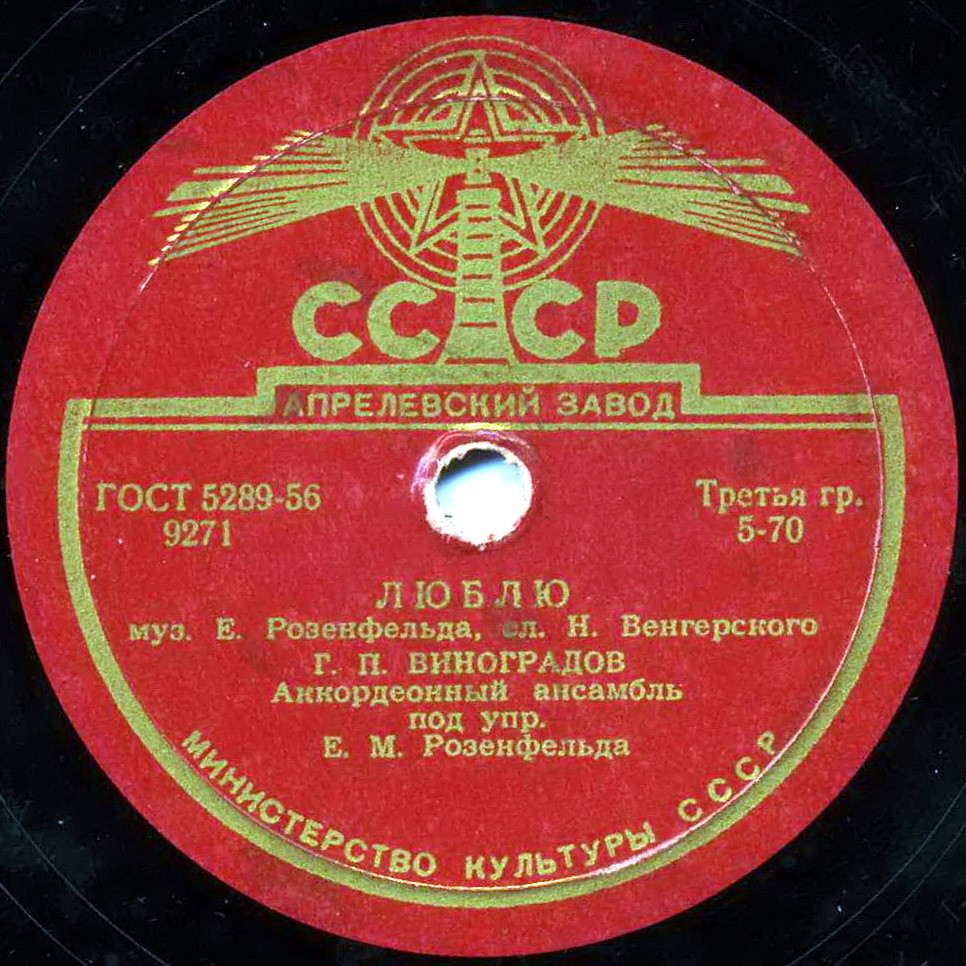 СССР
АПРЕЛЕВСКИЙ ЗАВОД
ГОСТ 5289-56
9271
Третья гр.
5-70
ЛЮБЛЮ
муз. Е. Розенфельда, сл. Н. Венгерского
Г. П. ВИНОГРАДОВ
Аккордеонный ансамбль
под упр.
Е. М. Розенфельда
МИНИСТЕРСТВО КУЛЬТУРЫ СССР